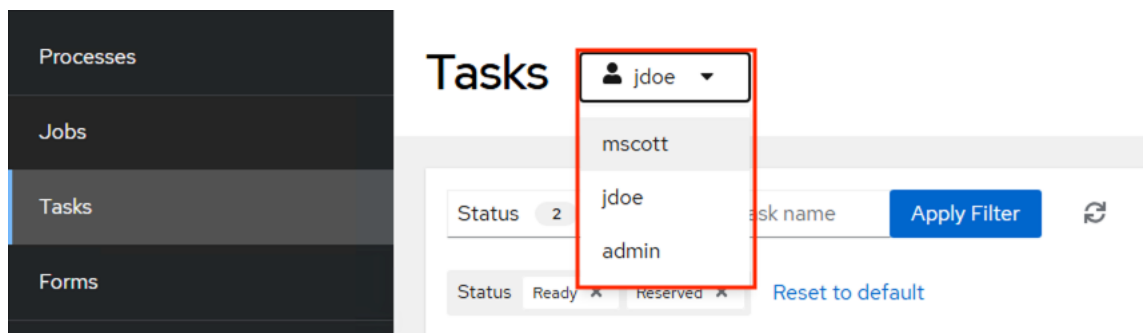 Processes
Jobs
Tasks
Forms
Tasks
jdoe
mscott
jdoe
admin
Status 2 ask name Apply Filter
Status Ready Reserved Reset to default